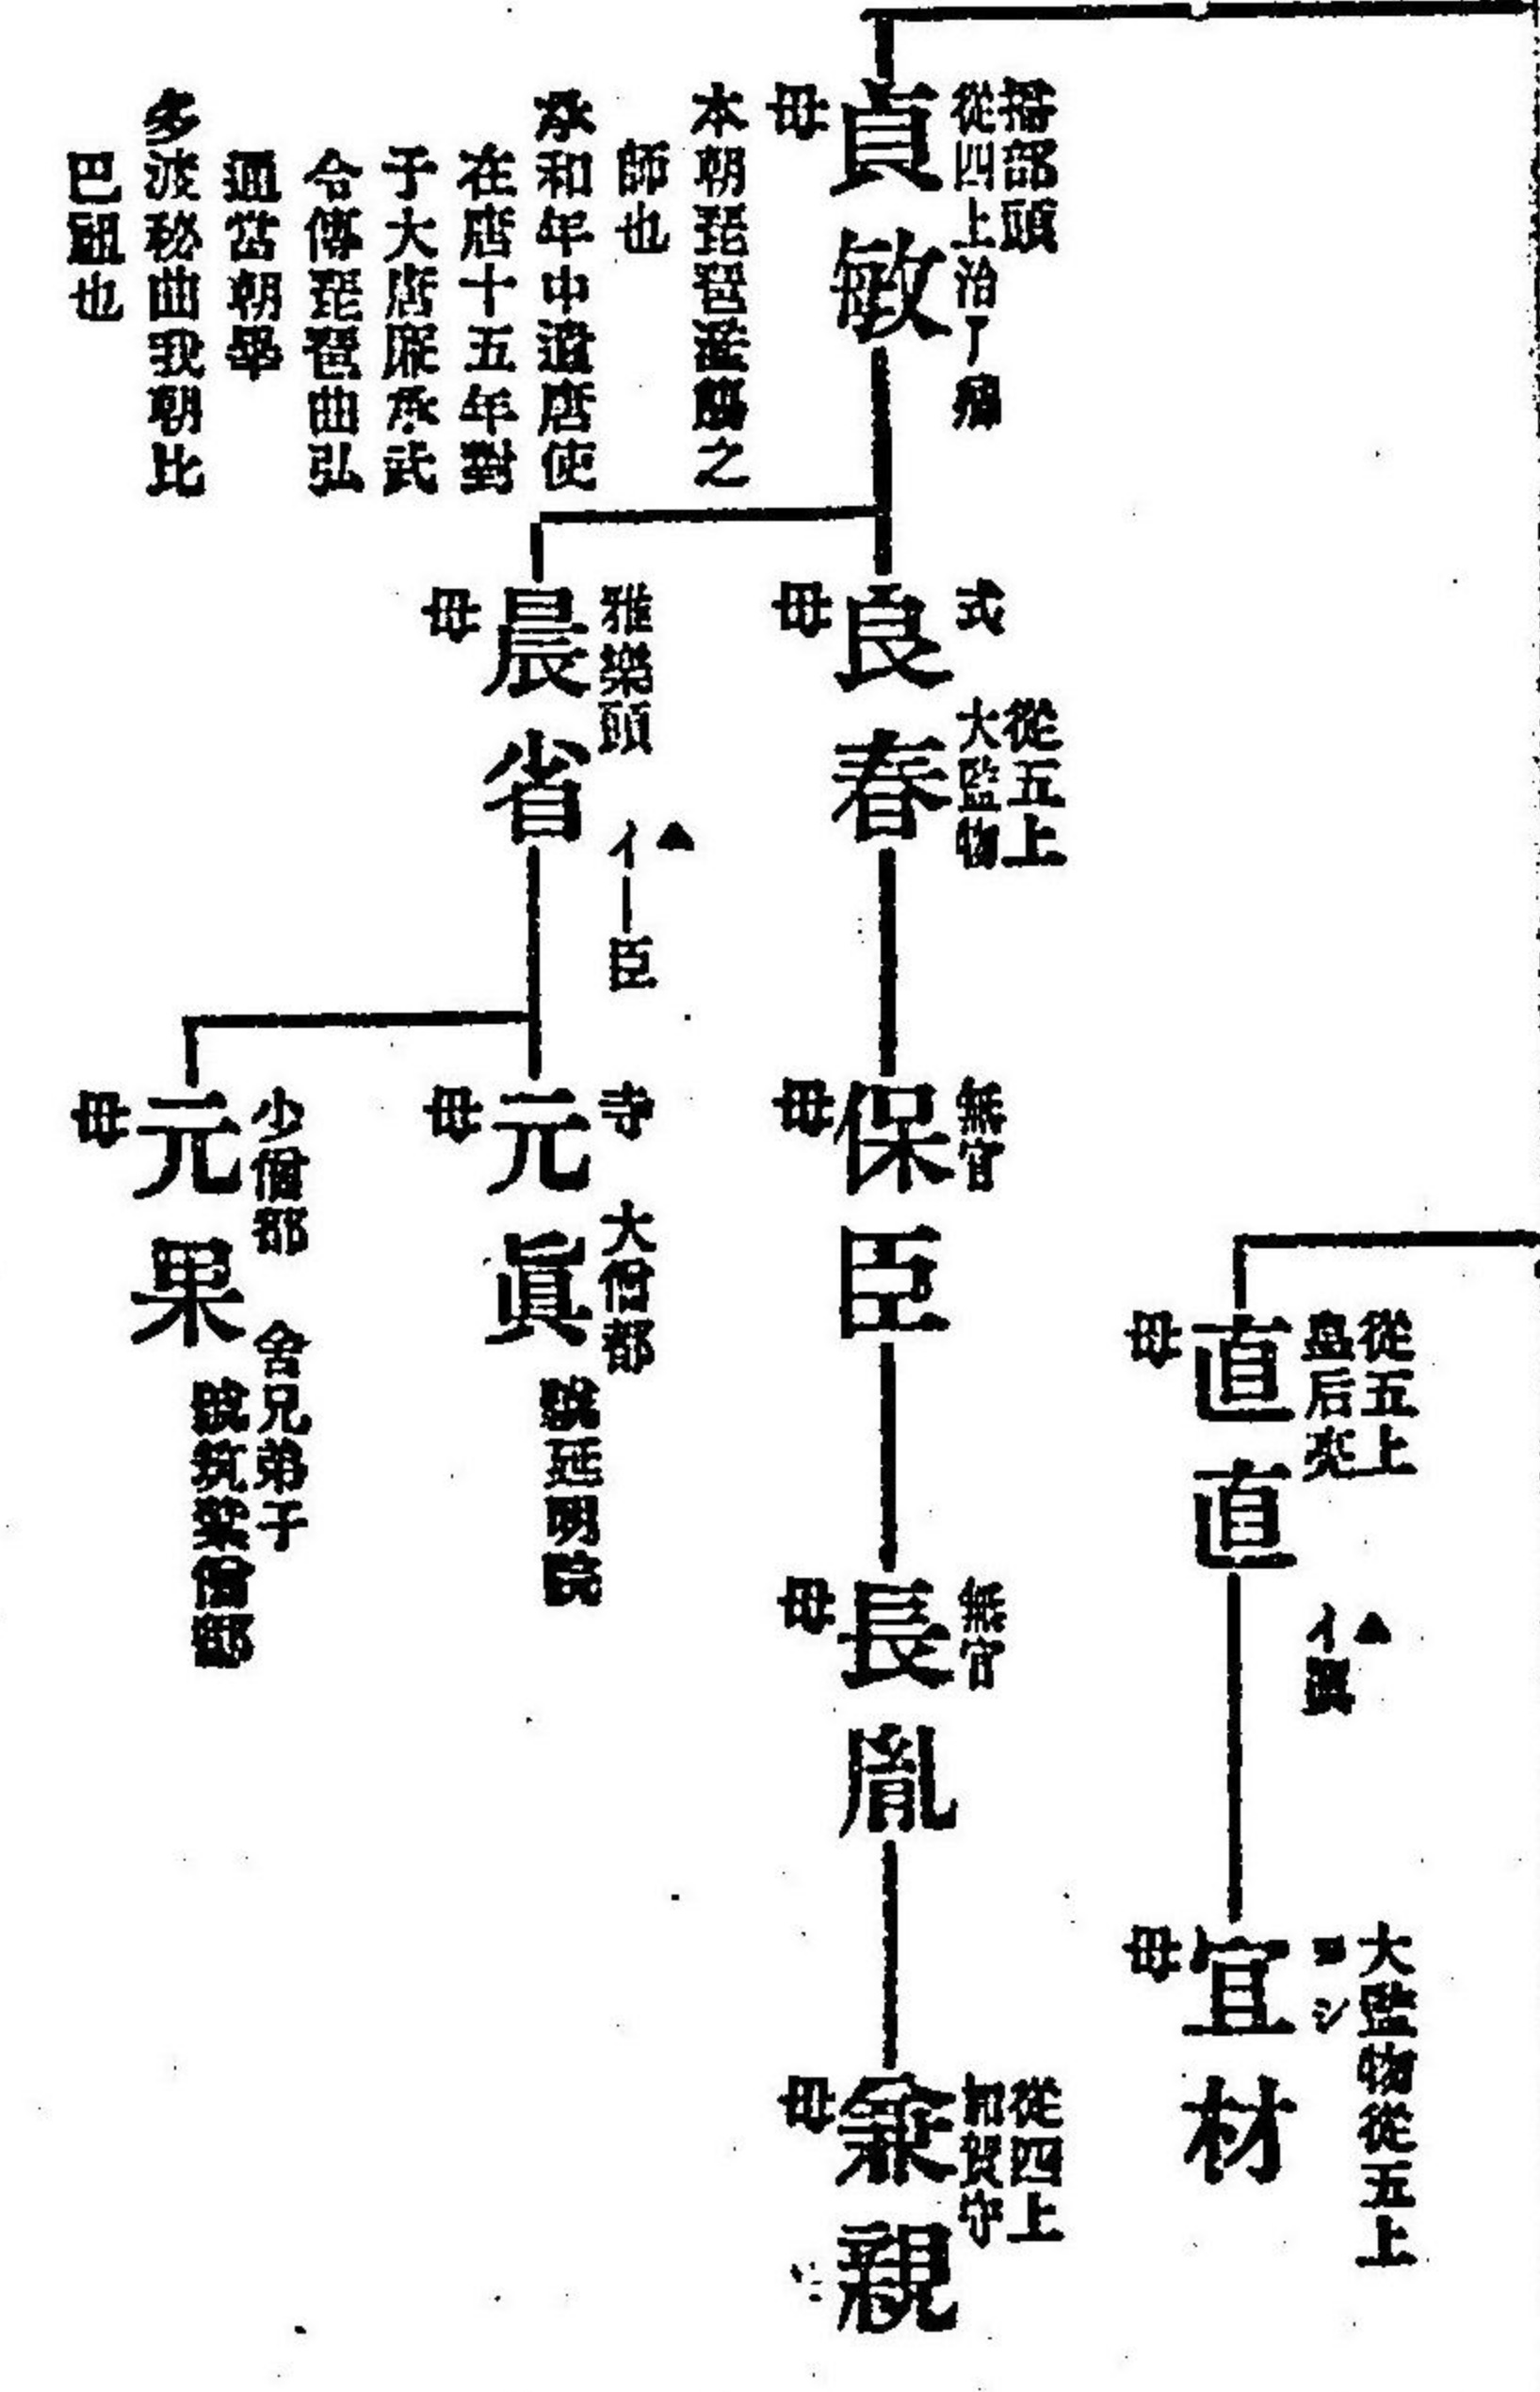 從五上
皇后亮
直直
母
▲
イ眞
大監物從五上
ヨシ
宜材
母
掃部頭
從四上治了
貞敏
母
本朝琵琶濫觴之
師也
承和年中遣唐使
在唐十五年對
于大唐廉承武
令傳琵琶曲弘
通當朝畢
多波秘曲我朝比
巴祖也
式
從五上
大監物
良春
母
無官
保臣
母
無官
長胤
母
從四上
加賀守
兼親
母
雅樂頭
▲
イ―臣
晨省
母
寺
大僧都
元眞
母
號延明院
少僧都
舍兄弟子
元果
母
號筑紫僧都